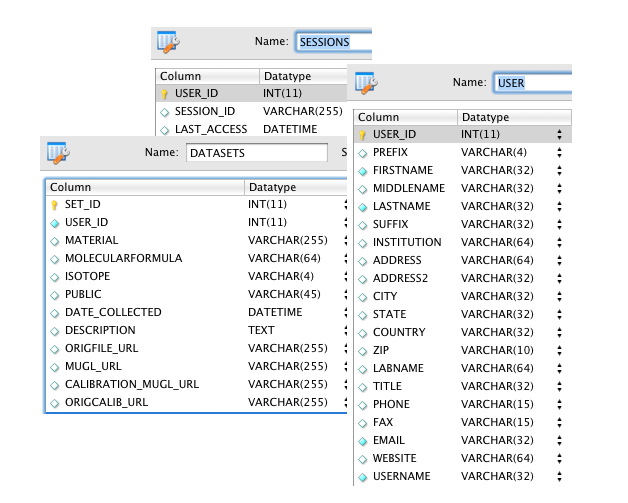 Name: SESSIONS
Column Datatype
USER_ID INT(11)
SESSION_ID VARCHAR(255)
LAST_ACCESS DATETIME
Name: DATASETS S
Column Datatype
SET_ID INT(11)
USER_ID INT(11)
MATERIAL VARCHAR(255)
MOLECULARFORMULA VARCHAR(64)
ISOTOPE VARCHAR(4)
PUBLIC VARCHAR(45)
DATE_COLLECTED DATETIME
DESCRIPTION TEXT
ORIGFILE_URL VARCHAR(255)
MUGL_URL VARCHAR(255)
CALIBRATION_MUGL_URL VARCHAR(255)
ORIGCALIB_URL VARCHAR(255)
Name: USER
Column Datatype
USER_ID INT(11)
PREFIX VARCHAR(4)
FIRSTNAME VARCHAR(32)
MIDDLENAME VARCHAR(32)
LASTNAME VARCHAR(32)
SUFFIX VARCHAR(32)
INSTITUTION VARCHAR(64)
ADDRESS VARCHAR(64)
ADDRESS2 VARCHAR(32)
CITY VARCHAR(32)
STATE VARCHAR(32)
COUNTRY VARCHAR(32)
ZIP VARCHAR(10)
LABNAME VARCHAR(64)
TITLE VARCHAR(32)
PHONE VARCHAR(15)
FAX VARCHAR(15)
EMAIL VARCHAR(32)
WEBSITE VARCHAR(64)
USERNAME VARCHAR(32)